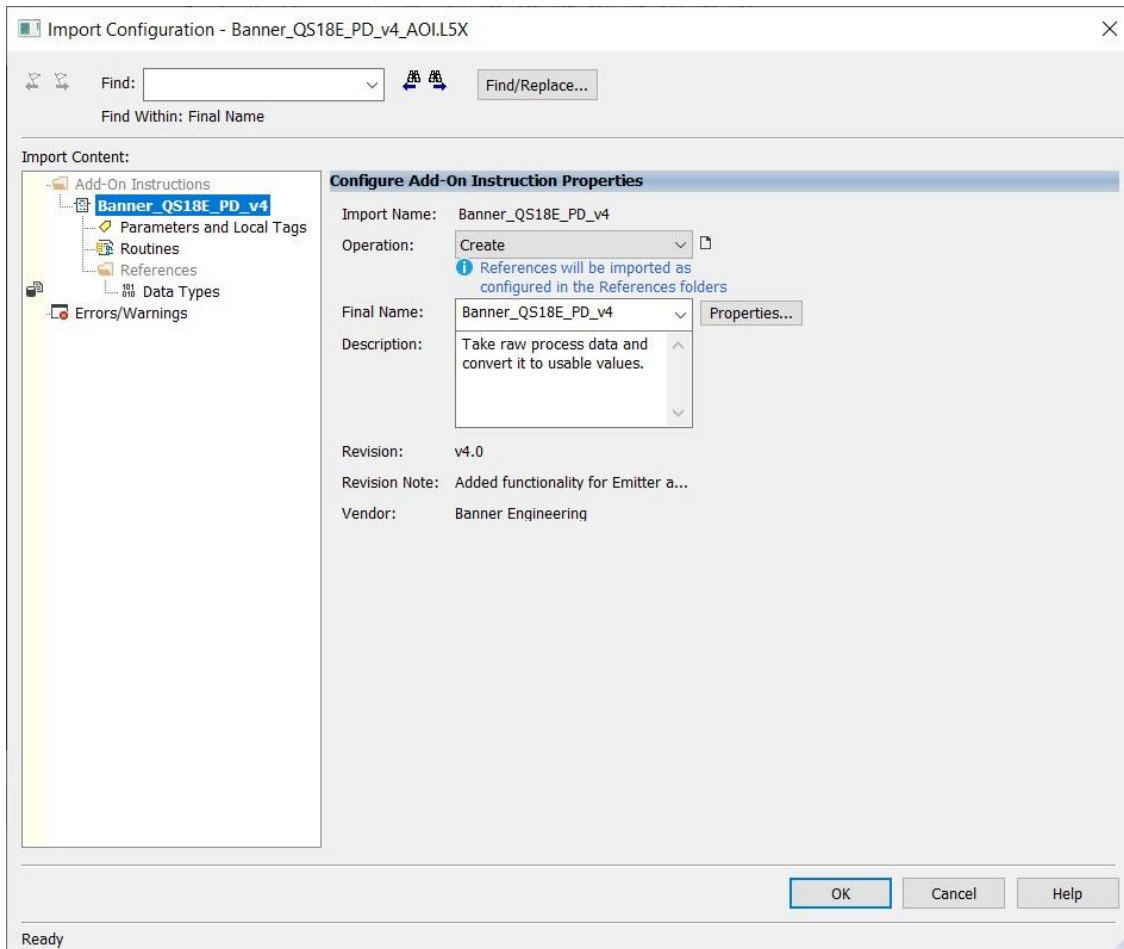 Import Configuration - Banner_QS18E_PD_v4_AOI.L5X
Find:
Find/Replace...
Find Within: Final Name
Import Content:
Add-On Instructions
Banner_QS18E_PD_v4
Parameters and Local Tags
Routines
References
Data Types
Errors/Warnings
Configure Add-On Instruction Properties
Import Name: Banner_QS18E_PD_v4
Operation: Create
References will be imported as
configured in the References folders
Final Name: Banner_QS18E_PD_v4 Properties...
Description: Take raw process data and
convert it to usable values.
Revision: v4.0
Revision Note: Added functionality for Emitter a...
Vendor: Banner Engineering
OK Cancel Help
Ready